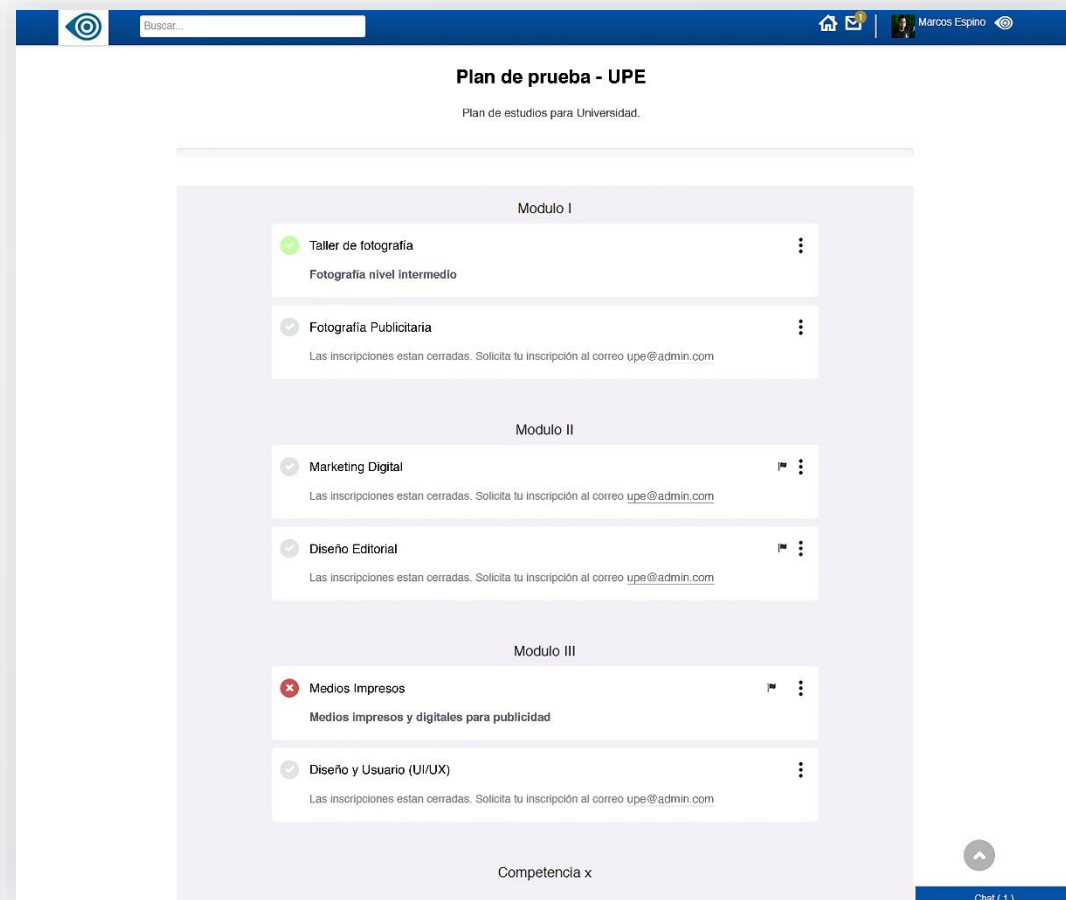 Buscar...
1
Marcos Espino
Plan de prueba - UPE
Plan de estudios para Universidad.
Modulo I
Taller de fotografía
Fotografía nivel intermedio
Fotografía Publicitaria
Las inscripciones estan cerradas. Solicita tu inscripción al correo upe@admin.com
Modulo II
Marketing Digital
Las inscripciones estan cerradas. Solicita tu inscripción al correo upe@admin.com
Diseño Editorial
Las inscripciones estan cerradas. Solicita tu inscripción al correo upe@admin.com
Modulo III
Medios Impresos
Medios impresos y digitales para publicidad
Diseño y Usuario (UI/UX)
Las inscripciones estan cerradas. Solicita tu inscripción al correo upe@admin.com
Competencia x
Chat ( 1 )